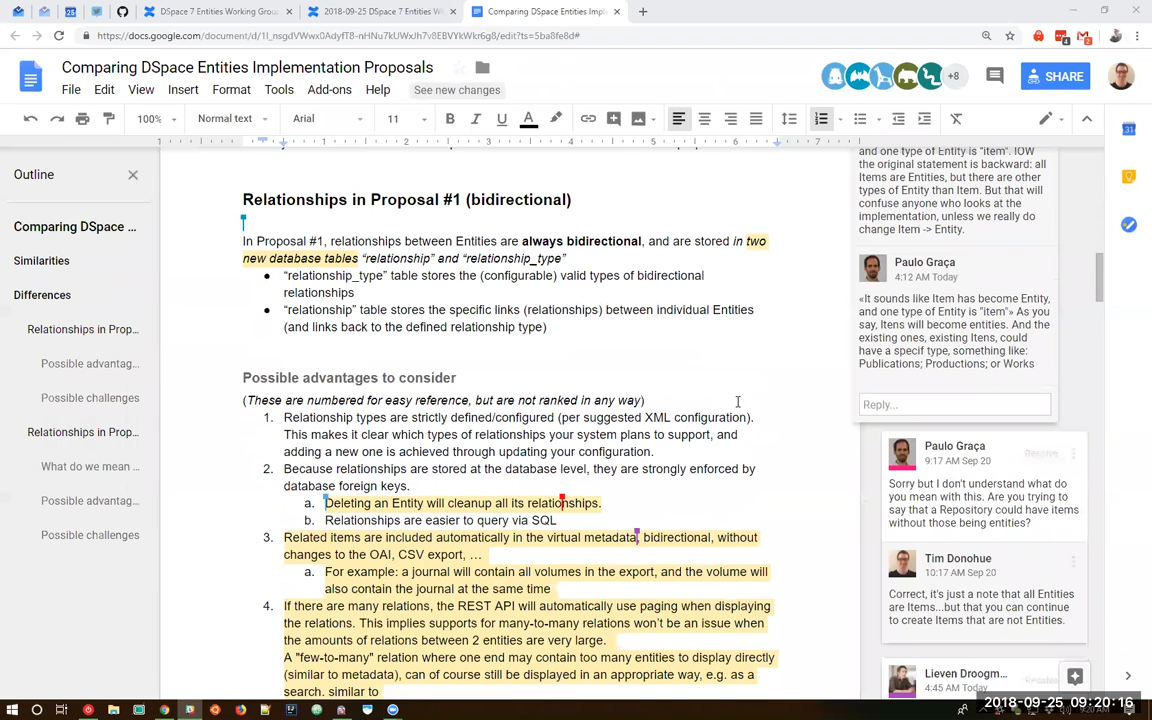 DSpace 7 Entities Working Grou
2018-09-25 DSpace 7 Entities W
Comparing DSpace Entities Imple
https://docs.google.com/document/d/1I_nsgdVWwx0AdyfT8-nHNu7kUWxJh7v8EBVYkWkr6g8/edit?ts=5ba8fe8d#
Comparing DSpace Entities Implementation Proposals
+8
SHARE
File Edit View Insert Format Tools Add-ons Help See new changes
100% Normal text Arial 11 B I U A
1 1 2 3 4 5 6 7
Outline
Comparing DSpace ...
Similarities
Differences
Relationships in Prop...
Possible advantag...
Possible challenges
Relationships in Prop...
What do we mean ...
Possible advantag...
Possible challenges
Relationships in Proposal #1 (bidirectional)
In Proposal #1, relationships between Entities are always bidirectional, and are stored in two
new database tables “relationship” and “relationship_type”
● “relationship_type” table stores the (configurable) valid types of bidirectional
relationships
● “relationship” table stores the specific links (relationships) between individual Entities
(and links back to the defined relationship type)
Possible advantages to consider
(These are numbered for easy reference, but are not ranked in any way)
1. Relationship types are strictly defined/configured (per suggested XML configuration).
This makes it clear which types of relationships your system plans to support, and
adding a new one is achieved through updating your configuration.
2. Because relationships are stored at the database level, they are strongly enforced by
database foreign keys.
a. Deleting an Entity will cleanup all its relationships.
b. Relationships are easier to query via SQL
3. Related items are included automatically in the virtual metadata, bidirectional, without
changes to the OAI, CSV export, …
a. For example: a journal will contain all volumes in the export, and the volume will
also contain the journal at the same time
4. If there are many relations, the REST API will automatically use paging when displaying
the relations. This implies supports for many-to-many relations won’t be an issue when
the amounts of relations between 2 entities are very large.
A "few-to-many" relation where one end may contain too many entities to display directly
(similar to metadata), can of course still be displayed in an appropriate way, e.g. as a
search. similar to
and one type of Entity is "item". IOW
the original statement is backward: all
Items are Entities, but there are other
types of Entity than Item. But that will
confuse anyone who looks at the
implementation, unless we really do
change Item -> Entity.
Paulo Graça
4:12 AM Today
«It sounds like Item has become Entity,
and one type of Entity is "item"» As you
say, Itens will become entities. And the
existing ones, existing Itens, could
have a specif type, something like:
Publications; Productions; or Works
Reply...
Paulo Graça
9:17 AM Sep 20
Resolve
Sorry but I don't understand what do
you mean with this. Are you trying to
say that a Repository could have items
without those being entities?
Tim Donohue
10:17 AM Sep 20
Correct, it's just a note that all Entities
are Items...but that you can continue
to create Items that are not Entities.
Lieven Droogm...
4:45 AM Today
2018-09-25 09:20:16